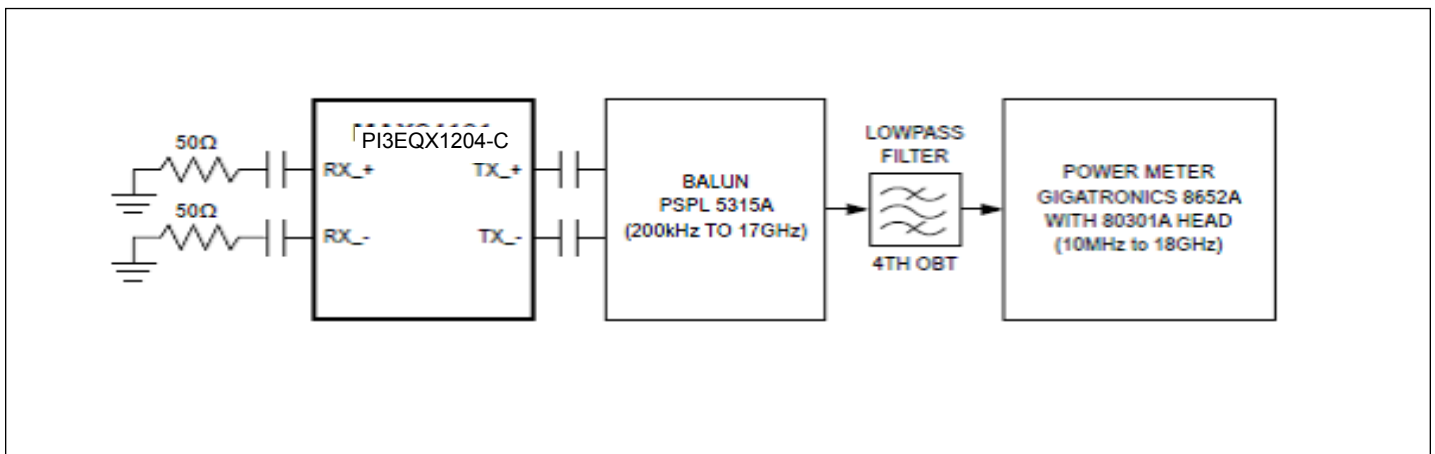 50Ω
50Ω
PI3EQX1204-C
RX_+
TX_+
RX_-
TX_-
BALUN
PSPL 5315A
(200kHz TO 17GHz)
LOWPASS
FILTER
4TH OBT
POWER METER
GIGATRONICS 8652A
WITH 80301A HEAD
(10MHz to 18GHz)